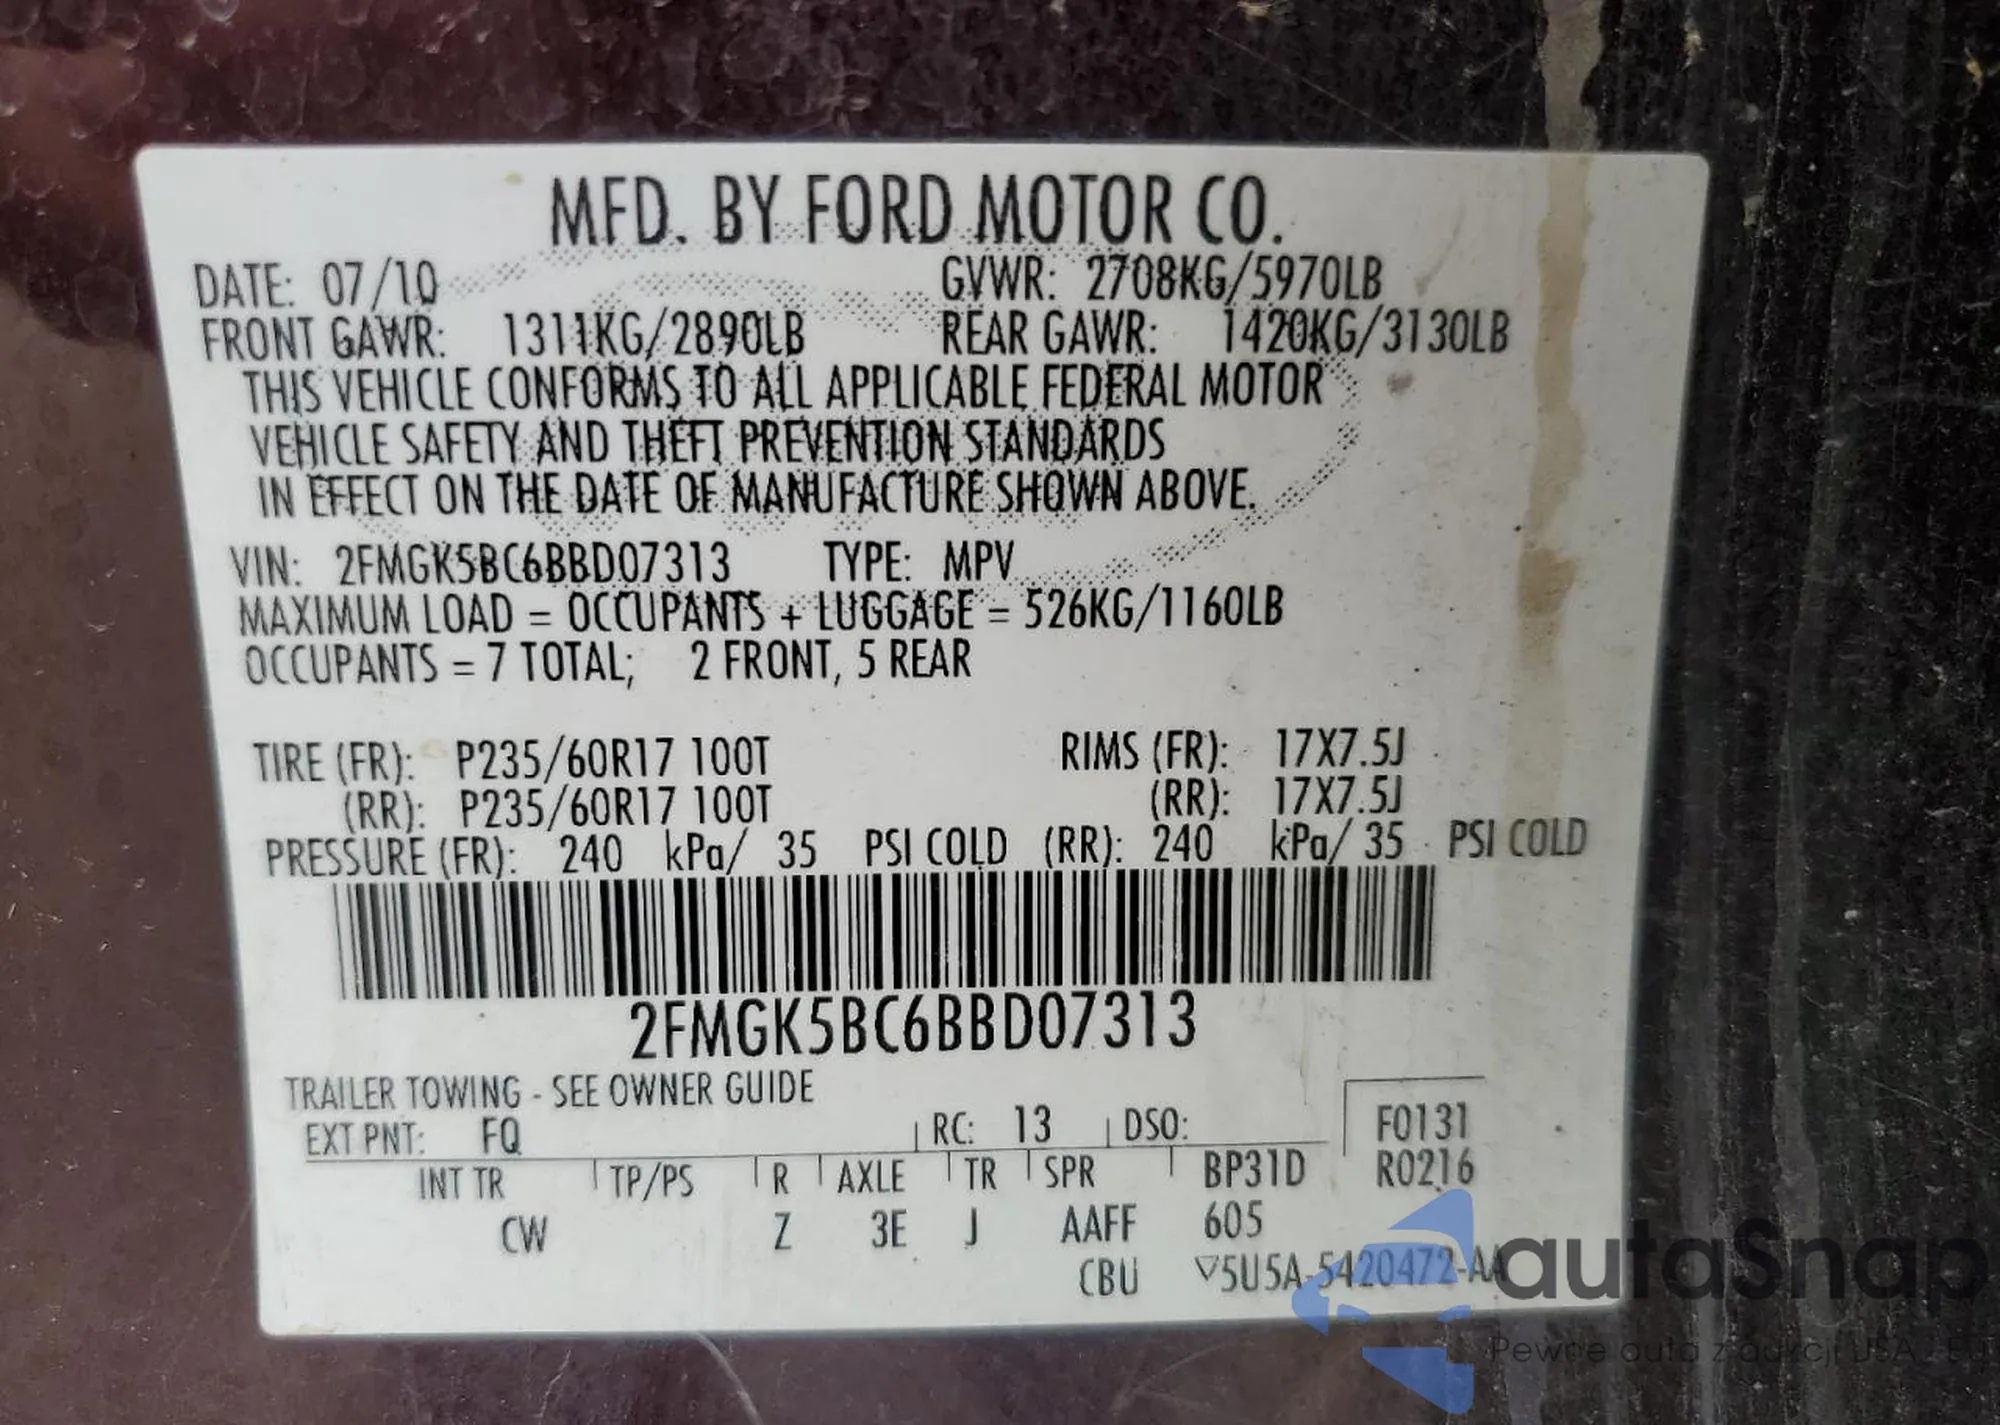 MFD. BY FORD MOTOR CO.
DATE: 07/10 GVWR: 2708KG/5970LB
FRONT GAWR: 1311KG/2890LB REAR GAWR: 1420KG/3130LB
THIS VEHICLE CONFORMS TO ALL APPLICABLE FEDERAL MOTOR
VEHICLE SAFETY AND THEFT PREVENTION STANDARDS
IN EFFECT ON THE DATE OF MANUFACTURE SHOWN ABOVE.
VIN: 2FMGK5BC6BBD07313 TYPE: MPV
MAXIMUM LOAD = OCCUPANTS + LUGGAGE = 526KG/1160LB
OCCUPANTS = 7 TOTAL; 2 FRONT, 5 REAR
TIRE (FR): P235/60R17 100T RIMS (FR): 17X7.5J
(RR): P235/60R17 100T (RR): 17X7.5J
PRESSURE (FR): 240 kPa/ 35 PSI COLD (RR): 240 kPa/ 35 PSI COLD
2FMGK5BC6BBD07313
TRAILER TOWING - SEE OWNER GUIDE
EXT PNT: FQ RC: 13 DSO: F0131
INT TR TP/PS R AXLE TR SPR BP31D R0216
CW Z 3E J AAFF 605
CBU ▽5U5A-5420472-AA
autaSnap
Pewne auta z aukcji USA - EU